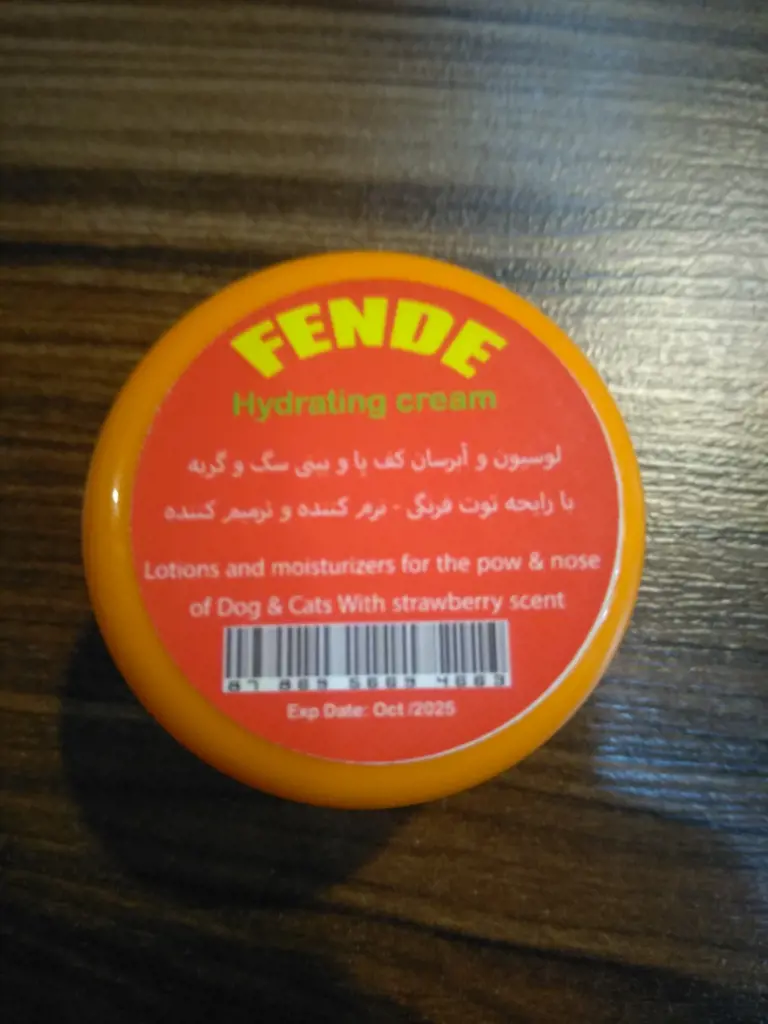 FENDE
Hydrating cream
لوسیون و آبرسان کف پا و بینی سگ و گربه
با رایحه توت فرنگی - نرم کننده و ترمیم کننده
Lotions and moisturizers for the pow & nose
of Dog & Cats With strawberry scent
Exp Date: Oct /2025